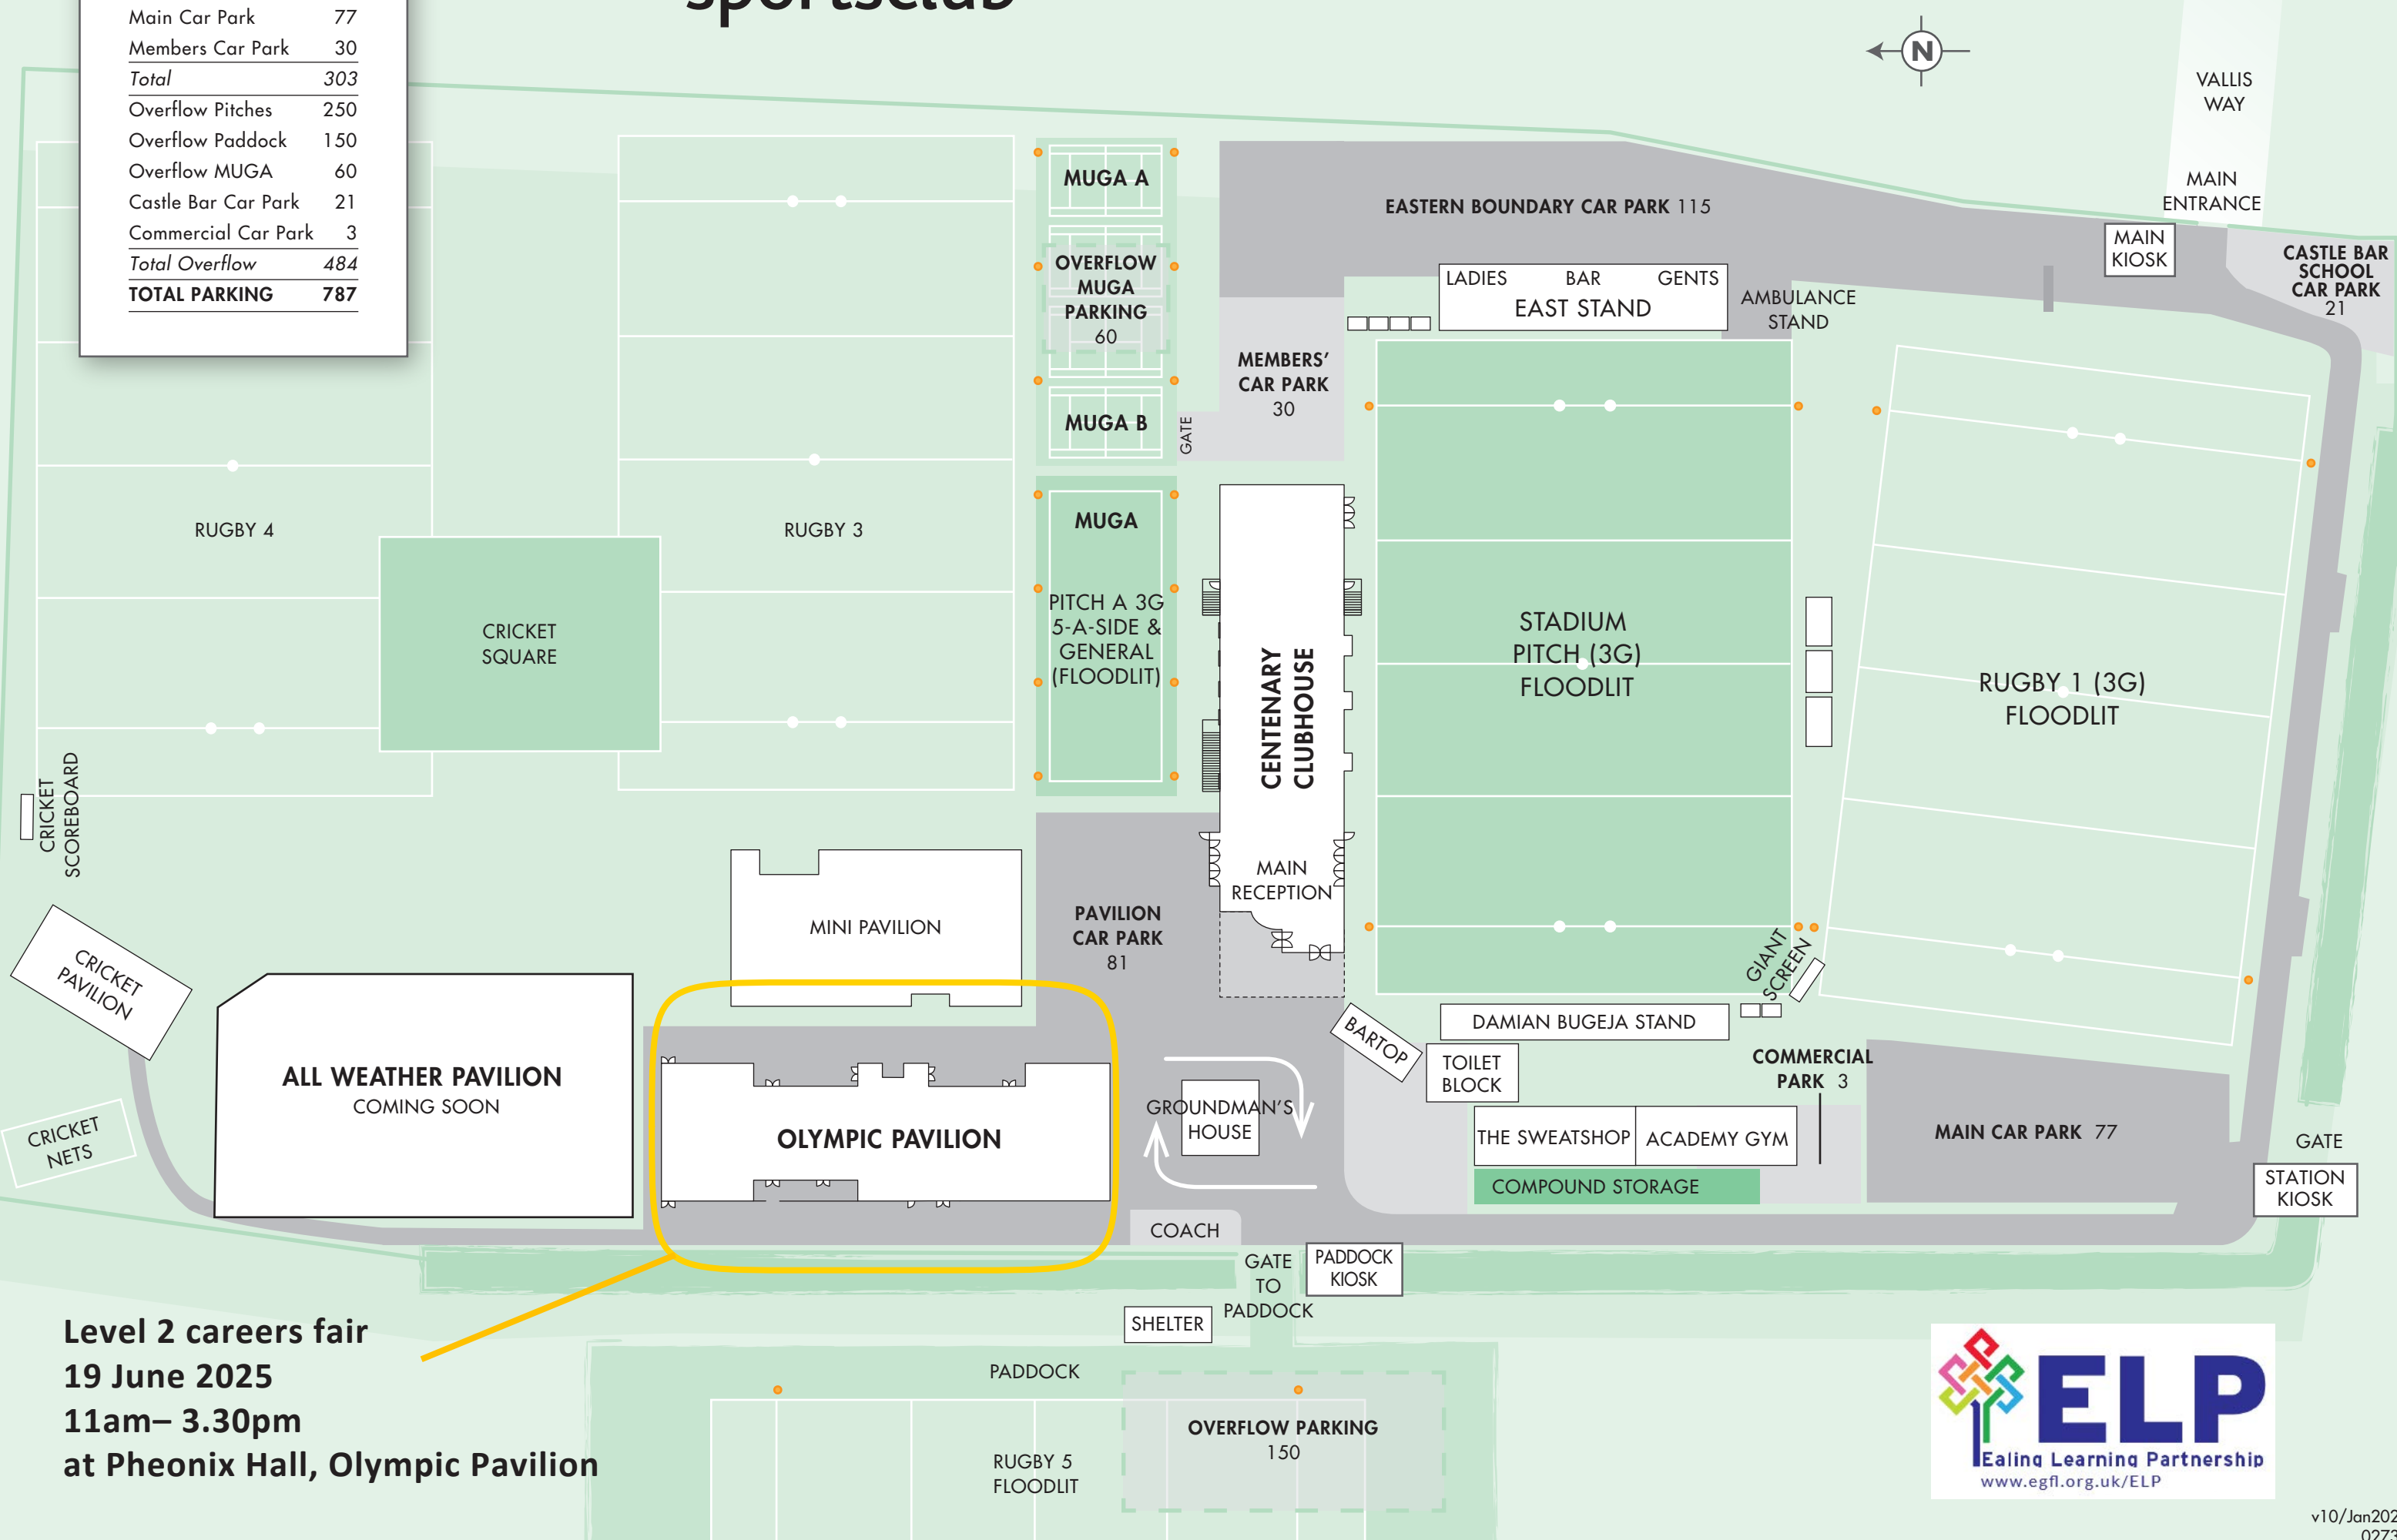 sportsclub
Main Car Park 77
Members Car Park 30
Total 303
Overflow Pitches 250
Overflow Paddock 150
Overflow MUGA 60
Castle Bar Car Park 21
Commercial Car Park 3
Total Overflow 484
TOTAL PARKING 787
N
VALLIS
WAY
MAIN
ENTRANCE
MAIN
KIOSK
CASTLE BAR
SCHOOL
CAR PARK
21
MUGA A
OVERFLOW
MUGA
PARKING
60
MUGA B
GATE
EASTERN BOUNDARY CAR PARK 115
LADIES BAR GENTS
EAST STAND
AMBULANCE
STAND
MEMBERS'
CAR PARK
30
RUGBY 4
RUGBY 3
CRICKET
SQUARE
MUGA
PITCH A 3G
5-A-SIDE &
GENERAL
(FLOODLIT)
CENTENARY
CLUBHOUSE
MAIN
RECEPTION
STADIUM
PITCH (3G)
FLOODLIT
RUGBY 1 (3G)
FLOODLIT
CRICKET
SCOREBOARD
CRICKET
PAVILION
CRICKET
NETS
MINI PAVILION
PAVILION
CAR PARK
81
ALL WEATHER PAVILION
COMING SOON
OLYMPIC PAVILION
GROUNDMAN'S
HOUSE
COACH
BARTOP
TOILET
BLOCK
DAMIAN BUGEJA STAND
GIANT
SCREEN
COMMERCIAL
PARK 3
THE SWEATSHOP
ACADEMY GYM
COMPOUND STORAGE
MAIN CAR PARK 77
GATE
STATION
KIOSK
GATE
TO
PADDOCK
PADDOCK
KIOSK
SHELTER
PADDOCK
RUGBY 5
FLOODLIT
OVERFLOW PARKING
150
Level 2 careers fair
19 June 2025
11am– 3.30pm
at Pheonix Hall, Olympic Pavilion
ELP
Ealing Learning Partnership
www.egfl.org.uk/ELP
v10/Jan202
0273